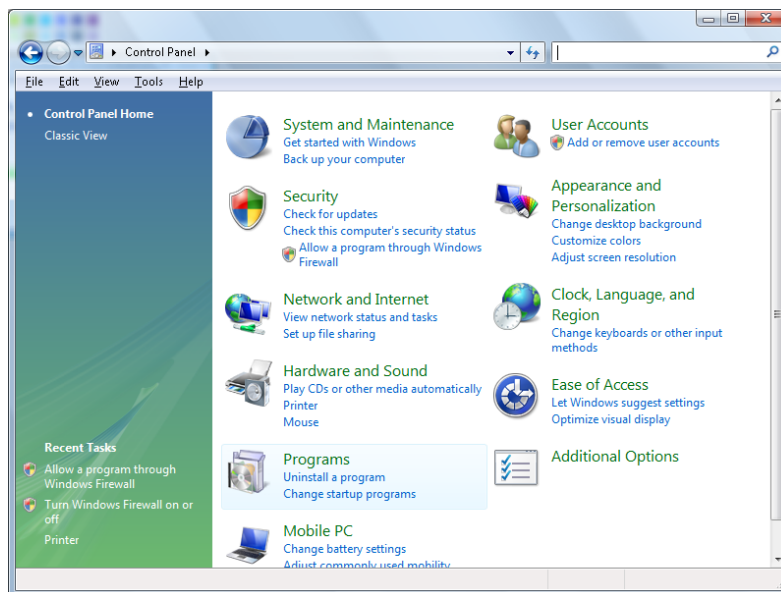 Control Panel
File Edit View Tools Help
Control Panel Home
Classic View
Recent Tasks
Allow a program through
Windows Firewall
Turn Windows Firewall on or
off
Printer
System and Maintenance
Get started with Windows
Back up your computer
Security
Check for updates
Check this computer's security status
Allow a program through Windows
Firewall
Network and Internet
View network status and tasks
Set up file sharing
Hardware and Sound
Play CDs or other media automatically
Printer
Mouse
Programs
Uninstall a program
Change startup programs
Mobile PC
Change battery settings
Adjust commonly used mobility
User Accounts
Add or remove user accounts
Appearance and
Personalization
Change desktop background
Customize colors
Adjust screen resolution
Clock, Language, and
Region
Change keyboards or other input
methods
Ease of Access
Let Windows suggest settings
Optimize visual display
Additional Options